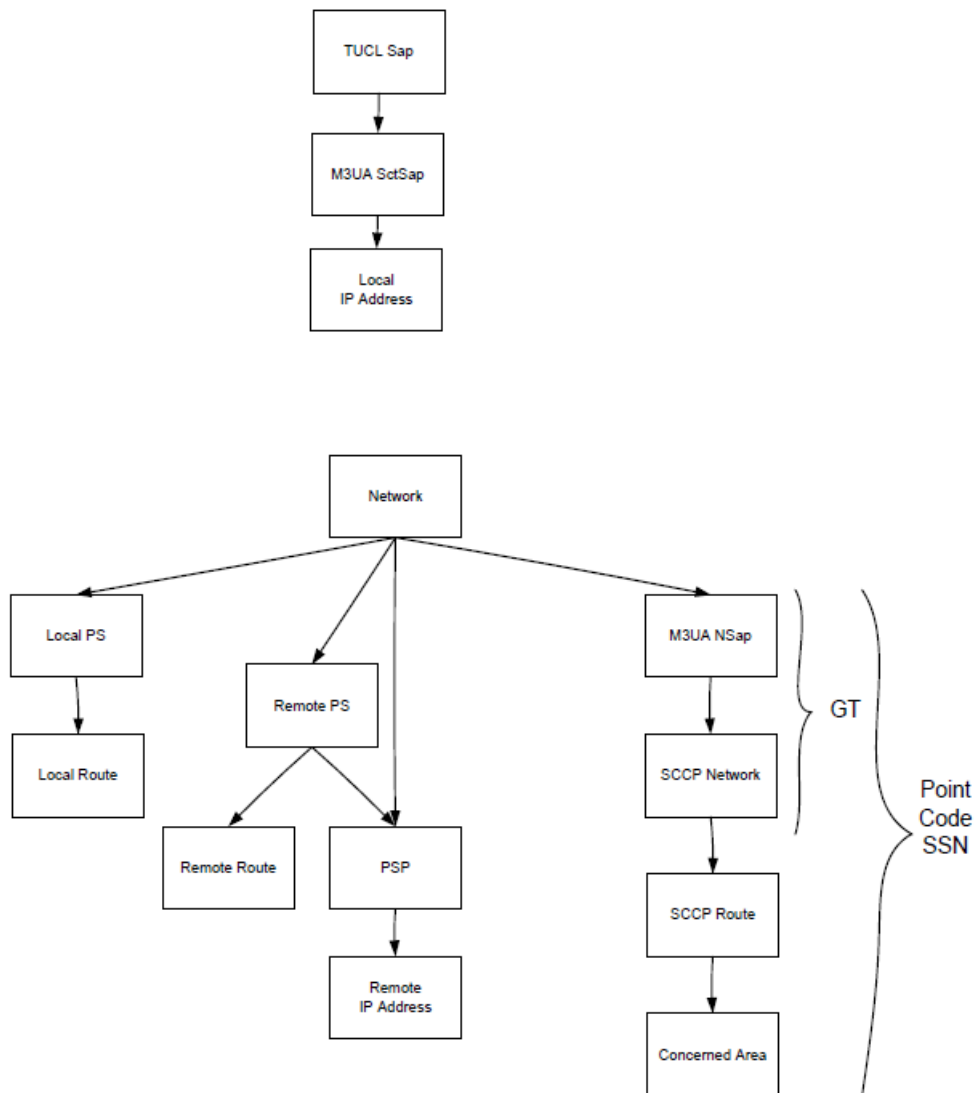 TUCL Sap
M3UA SctSap
Local
IP Address
Network
Local PS
M3UA NSap
Remote PS
GT
Local Route
SCCP Network
Point
Code
SSN
Remote Route
PSP
SCCP Route
Remote
IP Address
Concerned Area